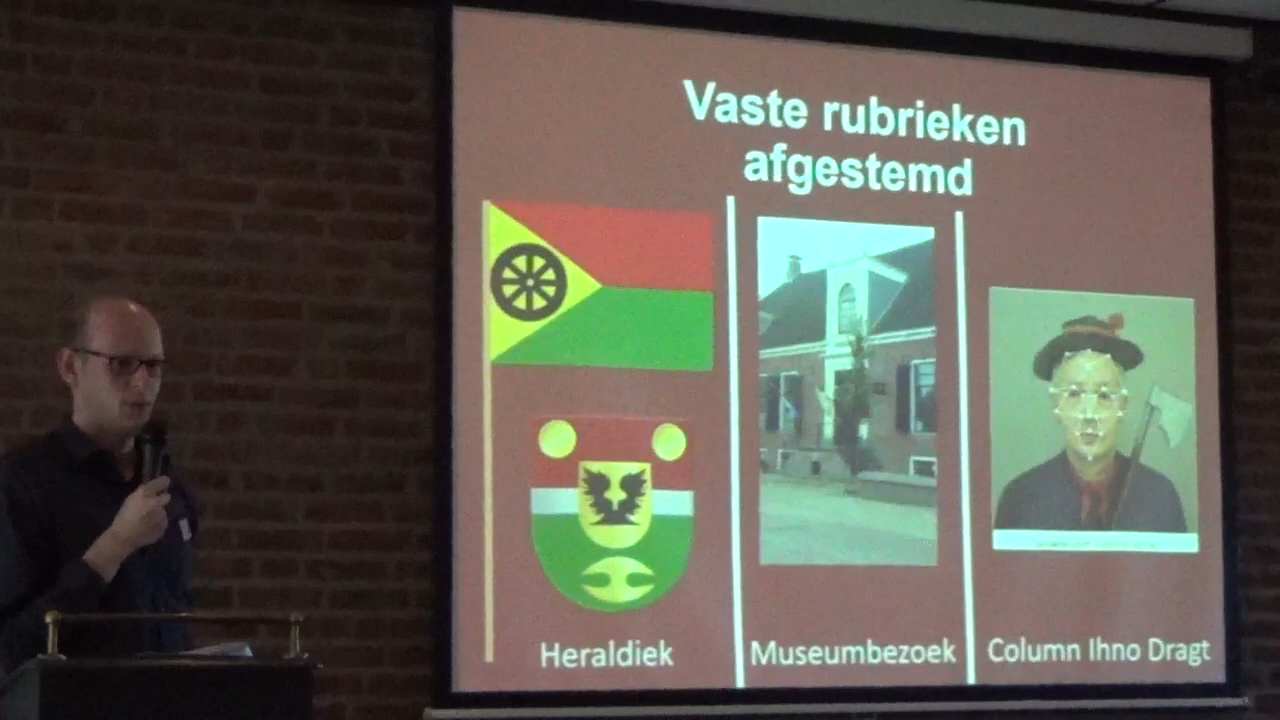 Vaste rubrieken
afgestemd
Heraldiek
Museumbezoek
Column Ihno Dragt